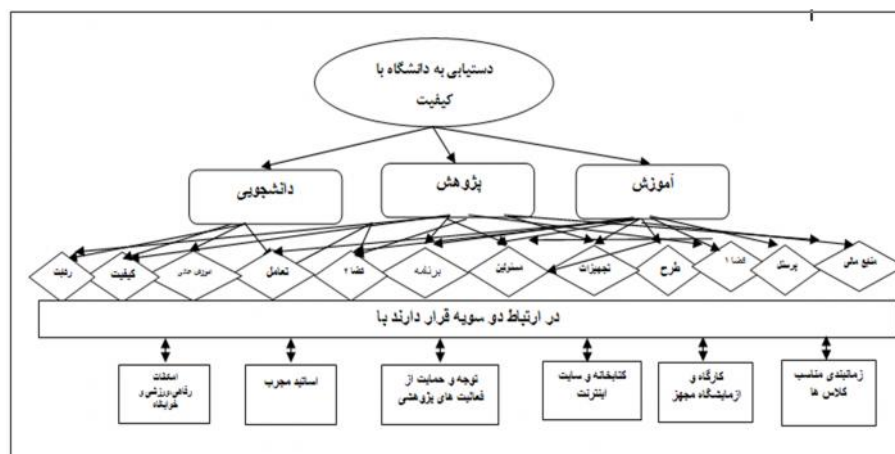 دستیابی به دانشگاه با
کیفیت
آموزش
پژوهش
دانشجویی
منابع مالی
پرسنل
فضا ۱
طرح
تجهیزات
مسئولین
برنامه
فضا ۲
تعامل
کیفیت
رقابت
در ارتباط دو سویه قرار دارند با
زمانبندی مناسب
کلاس ها
کارگاه و
ازمایشگاه مجهز
کتابخانه و سایت
اینترنت
توجه و حمایت از
فعالیت های پژوهشی
اساتید مجرب
امکانات
رفاهی،ورزشی و
خوابگاه